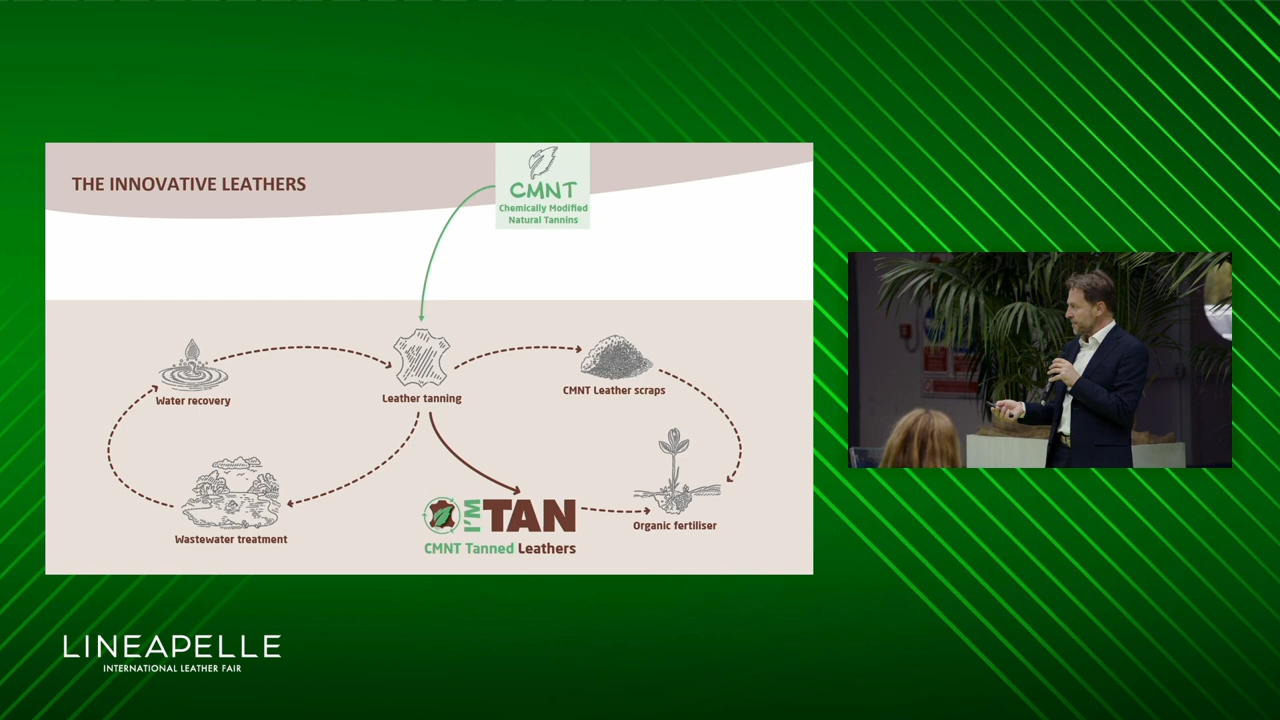 THE INNOVATIVE LEATHERS
CMNT
Chemically Modified
Natural Tannins
Water recovery
Leather tanning
CMNT Leather scraps
Wastewater treatment
I'M TAN
CMNT Tanned Leathers
Organic fertiliser
LINEAPELLE
INTERNATIONAL LEATHER FAIR